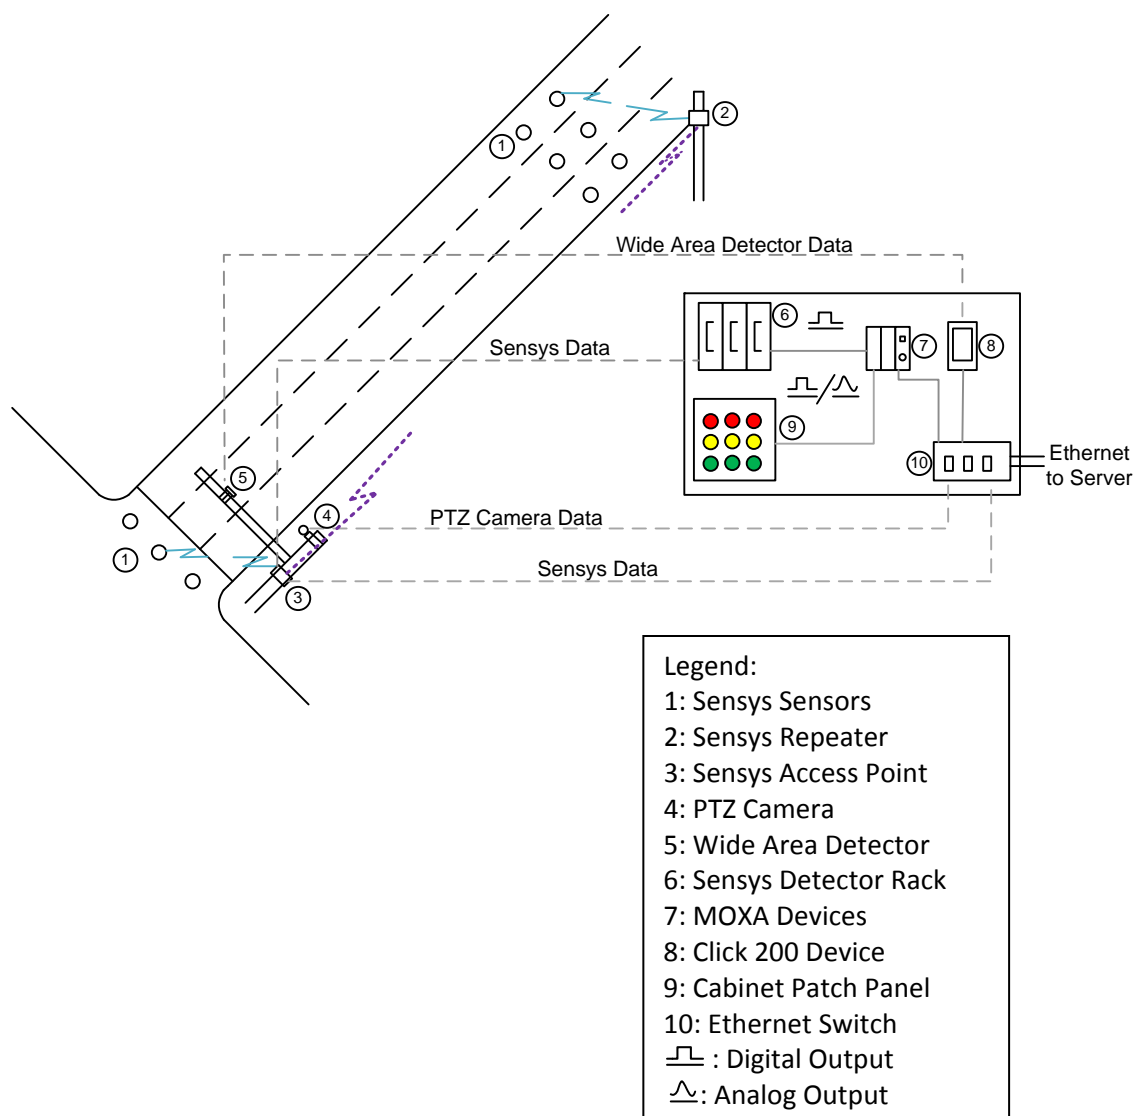 2
1
Wide Area Detector Data
6
7
8
Sensys Data
9
10
Ethernet
to Server
5
4
PTZ Camera Data
1
Sensys Data
3
Legend:
1: Sensys Sensors
2: Sensys Repeater
3: Sensys Access Point
4: PTZ Camera
5: Wide Area Detector
6: Sensys Detector Rack
7: MOXA Devices
8: Click 200 Device
9: Cabinet Patch Panel
10: Ethernet Switch
: Digital Output
: Analog Output